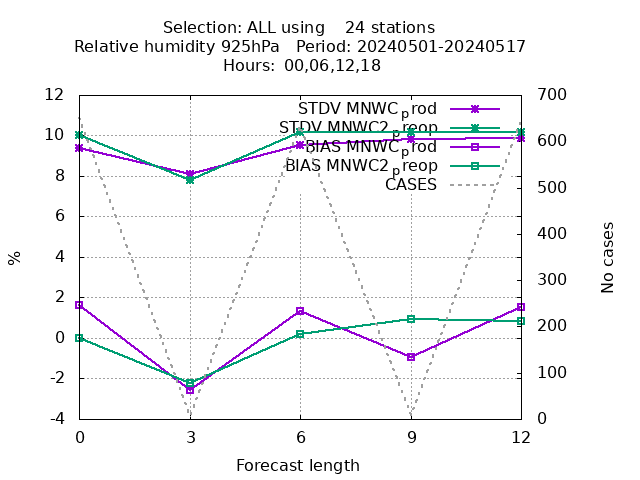 Selection: ALL using    24 stations
Relative humidity 925hPa   Period: 20240501-20240517
Hours: 00,06,12,18
12 700
STDV MNWC_prod
10 600
STDV MNWC2_preop
BIAS MNWC_prod
8 500
BIAS MNWC2_preop
CASES
6 400
4 300
%
No cases
2 200
0
-2 100
-4 0
0 3 6 9 12
Forecast length